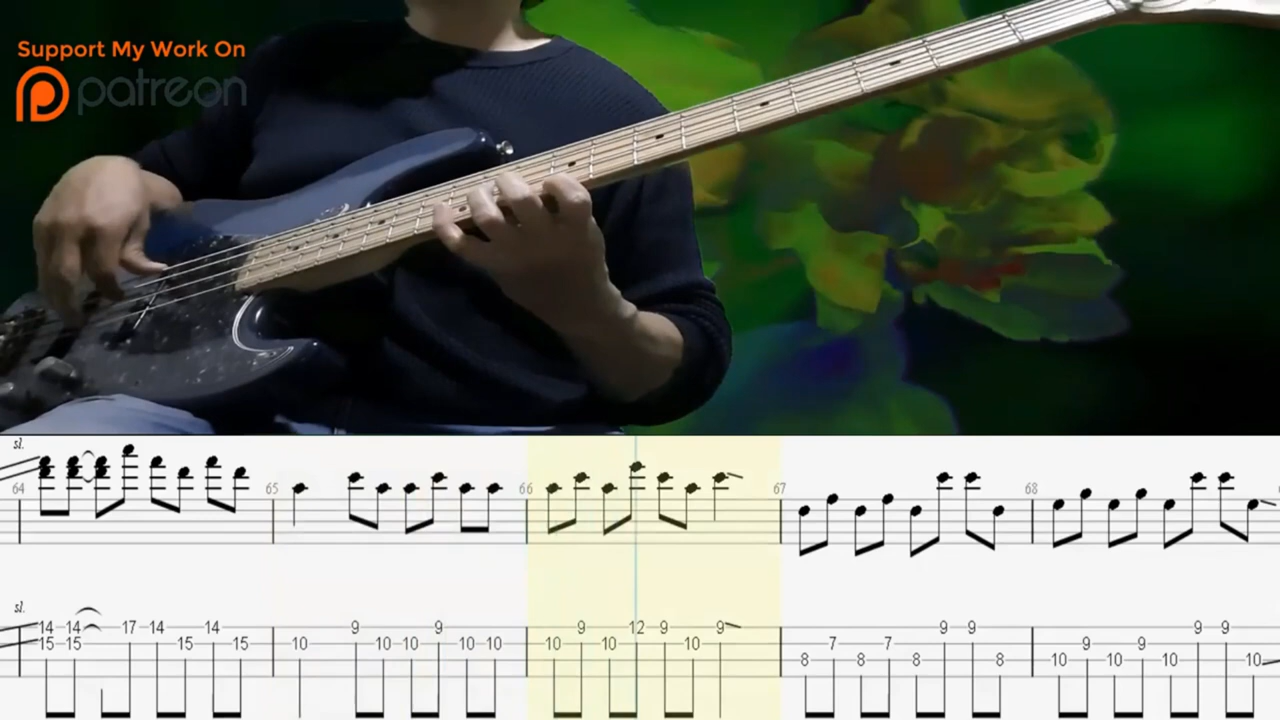 Support My Work On
patreon
sl.
64 65 66 67 68
sl.
14 14 17 14 14 9 9 9 12 9 9 9 9 9 9
15 15 15 15 10 10 10 10 10 10 10 10 7 7 9 9
8 8 8 8 10 10 10 10